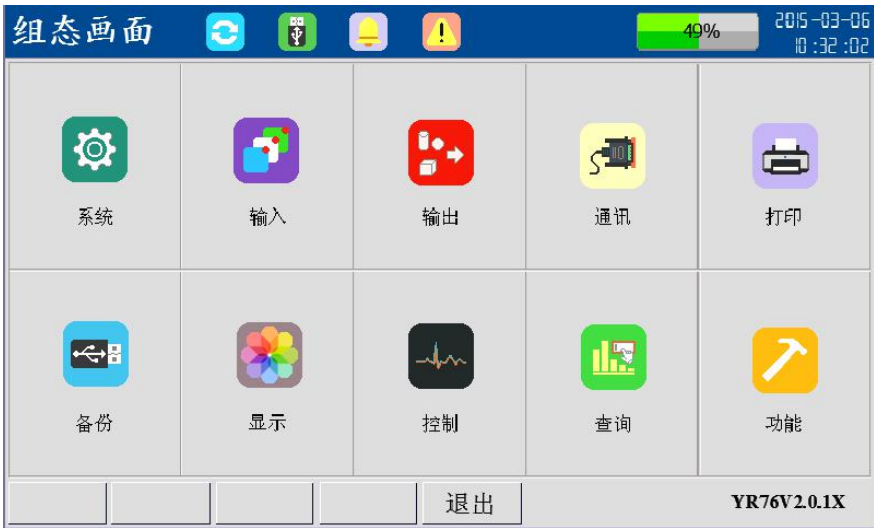 组态画面
49%
2015-03-06
10:32:02
系统 输入 输出 通讯 打印
备份 显示 控制 查询 功能
退出
YR76V2.0.1X